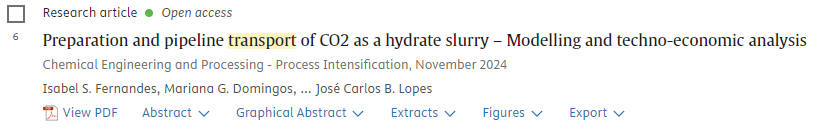 Research article Open access
6
Preparation and pipeline transport of CO2 as a hydrate slurry – Modelling and techno-economic analysis
Chemical Engineering and Processing - Process Intensification, November 2024
Isabel S. Fernandes, Mariana G. Domingos, ... José Carlos B. Lopes
View PDF Abstract Graphical Abstract Extracts Figures Export